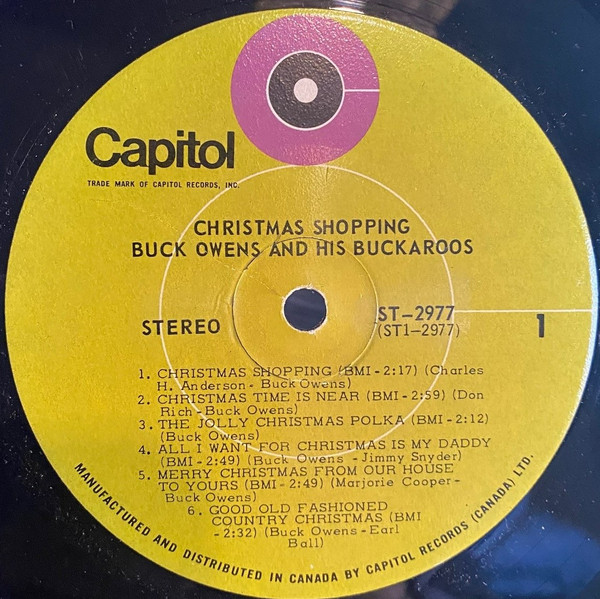 Capitol
TRADE MARK OF CAPITOL RECORDS, INC.
CHRISTMAS SHOPPING
BUCK OWENS AND HIS BUCKAROOS
STEREO
ST-2977
(ST1-2977)
1
1. CHRISTMAS SHOPPING (BMI - 2:17) (Charles
H. Anderson - Buck Owens)
2. CHRISTMAS TIME IS NEAR (BMI - 2:59) (Don
Rich - Buck Owens)
3. THE JOLLY CHRISTMAS POLKA (BMI - 2:12)
(Buck Owens)
4. ALL I WANT FOR CHRISTMAS IS MY DADDY
(BMI - 2:49) (Buck Owens - Jimmy Snyder)
5. MERRY CHRISTMAS FROM OUR HOUSE
TO YOURS (BMI - 2:49) (Marjorie Cooper-
Buck Owens)
6. GOOD OLD FASHIONED
COUNTRY CHRISTMAS (BMI
- 2:32) (Buck Owens - Earl
Ball)
MANUFACTURED AND DISTRIBUTED IN CANADA BY CAPITOL RECORDS (CANADA) LTD.